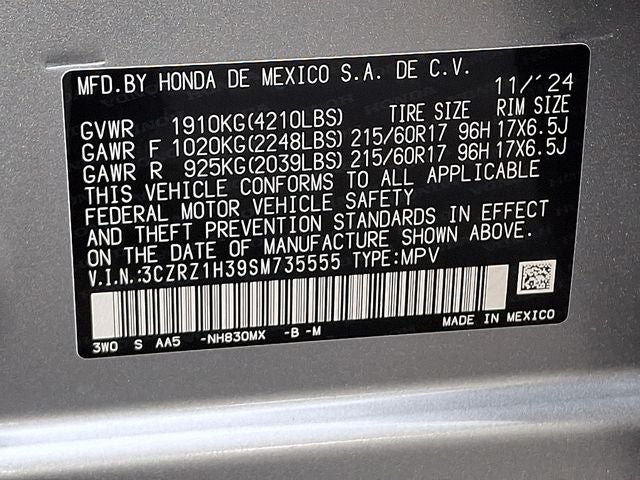 MFD.BY HONDA DE MEXICO S.A. DE C.V. 11/'24
TIRE SIZE RIM SIZE
GVWR 1910KG(4210LBS)
GAWR F 1020KG(2248LBS) 215/60R17 96H 17X6.5J
GAWR R 925KG(2039LBS) 215/60R17 96H 17X6.5J
THIS VEHICLE CONFORMS TO ALL APPLICABLE
FEDERAL MOTOR VEHICLE SAFETY
AND THEFT PREVENTION STANDARDS IN EFFECT
ON THE DATE OF MANUFACTURE SHOWN ABOVE.
V.I.N.:3CZRZ1H39SM735555 TYPE:MPV
3W0 S AA5 -NH830MX -B -M MADE IN MEXICO